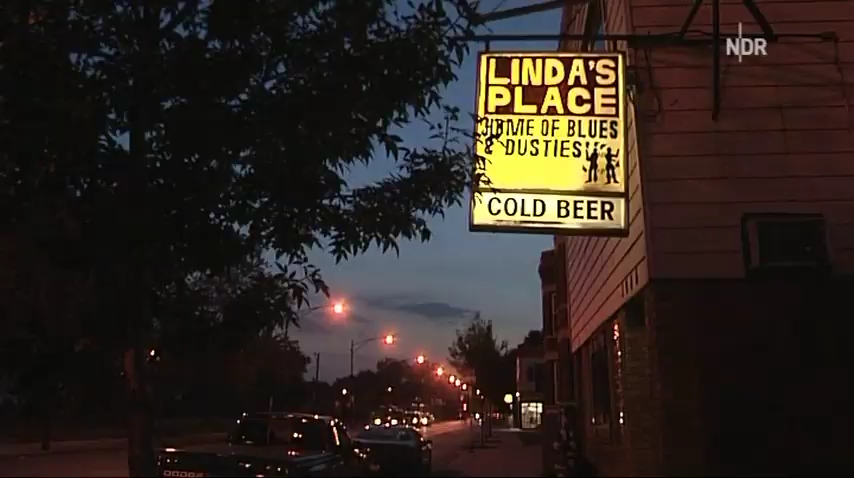 NDR
LINDA'S
PLACE
HOME OF BLUES
& DUSTIES
COLD BEER